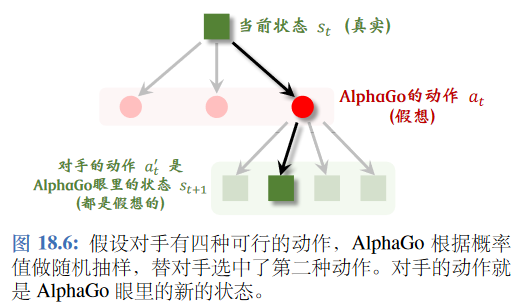 当前状态 s_t (真实)
AlphaGo的动作 a_t
(假想)
对手的动作 a'_t 是
AlphaGo眼里的状态 s_{t+1}
(都是假想的)
图 18.6: 假设对手有四种可行的动作，AlphaGo 根据概率
值做随机抽样，替对手选中了第二种动作。对手的动作就
是 AlphaGo 眼里的新的状态。